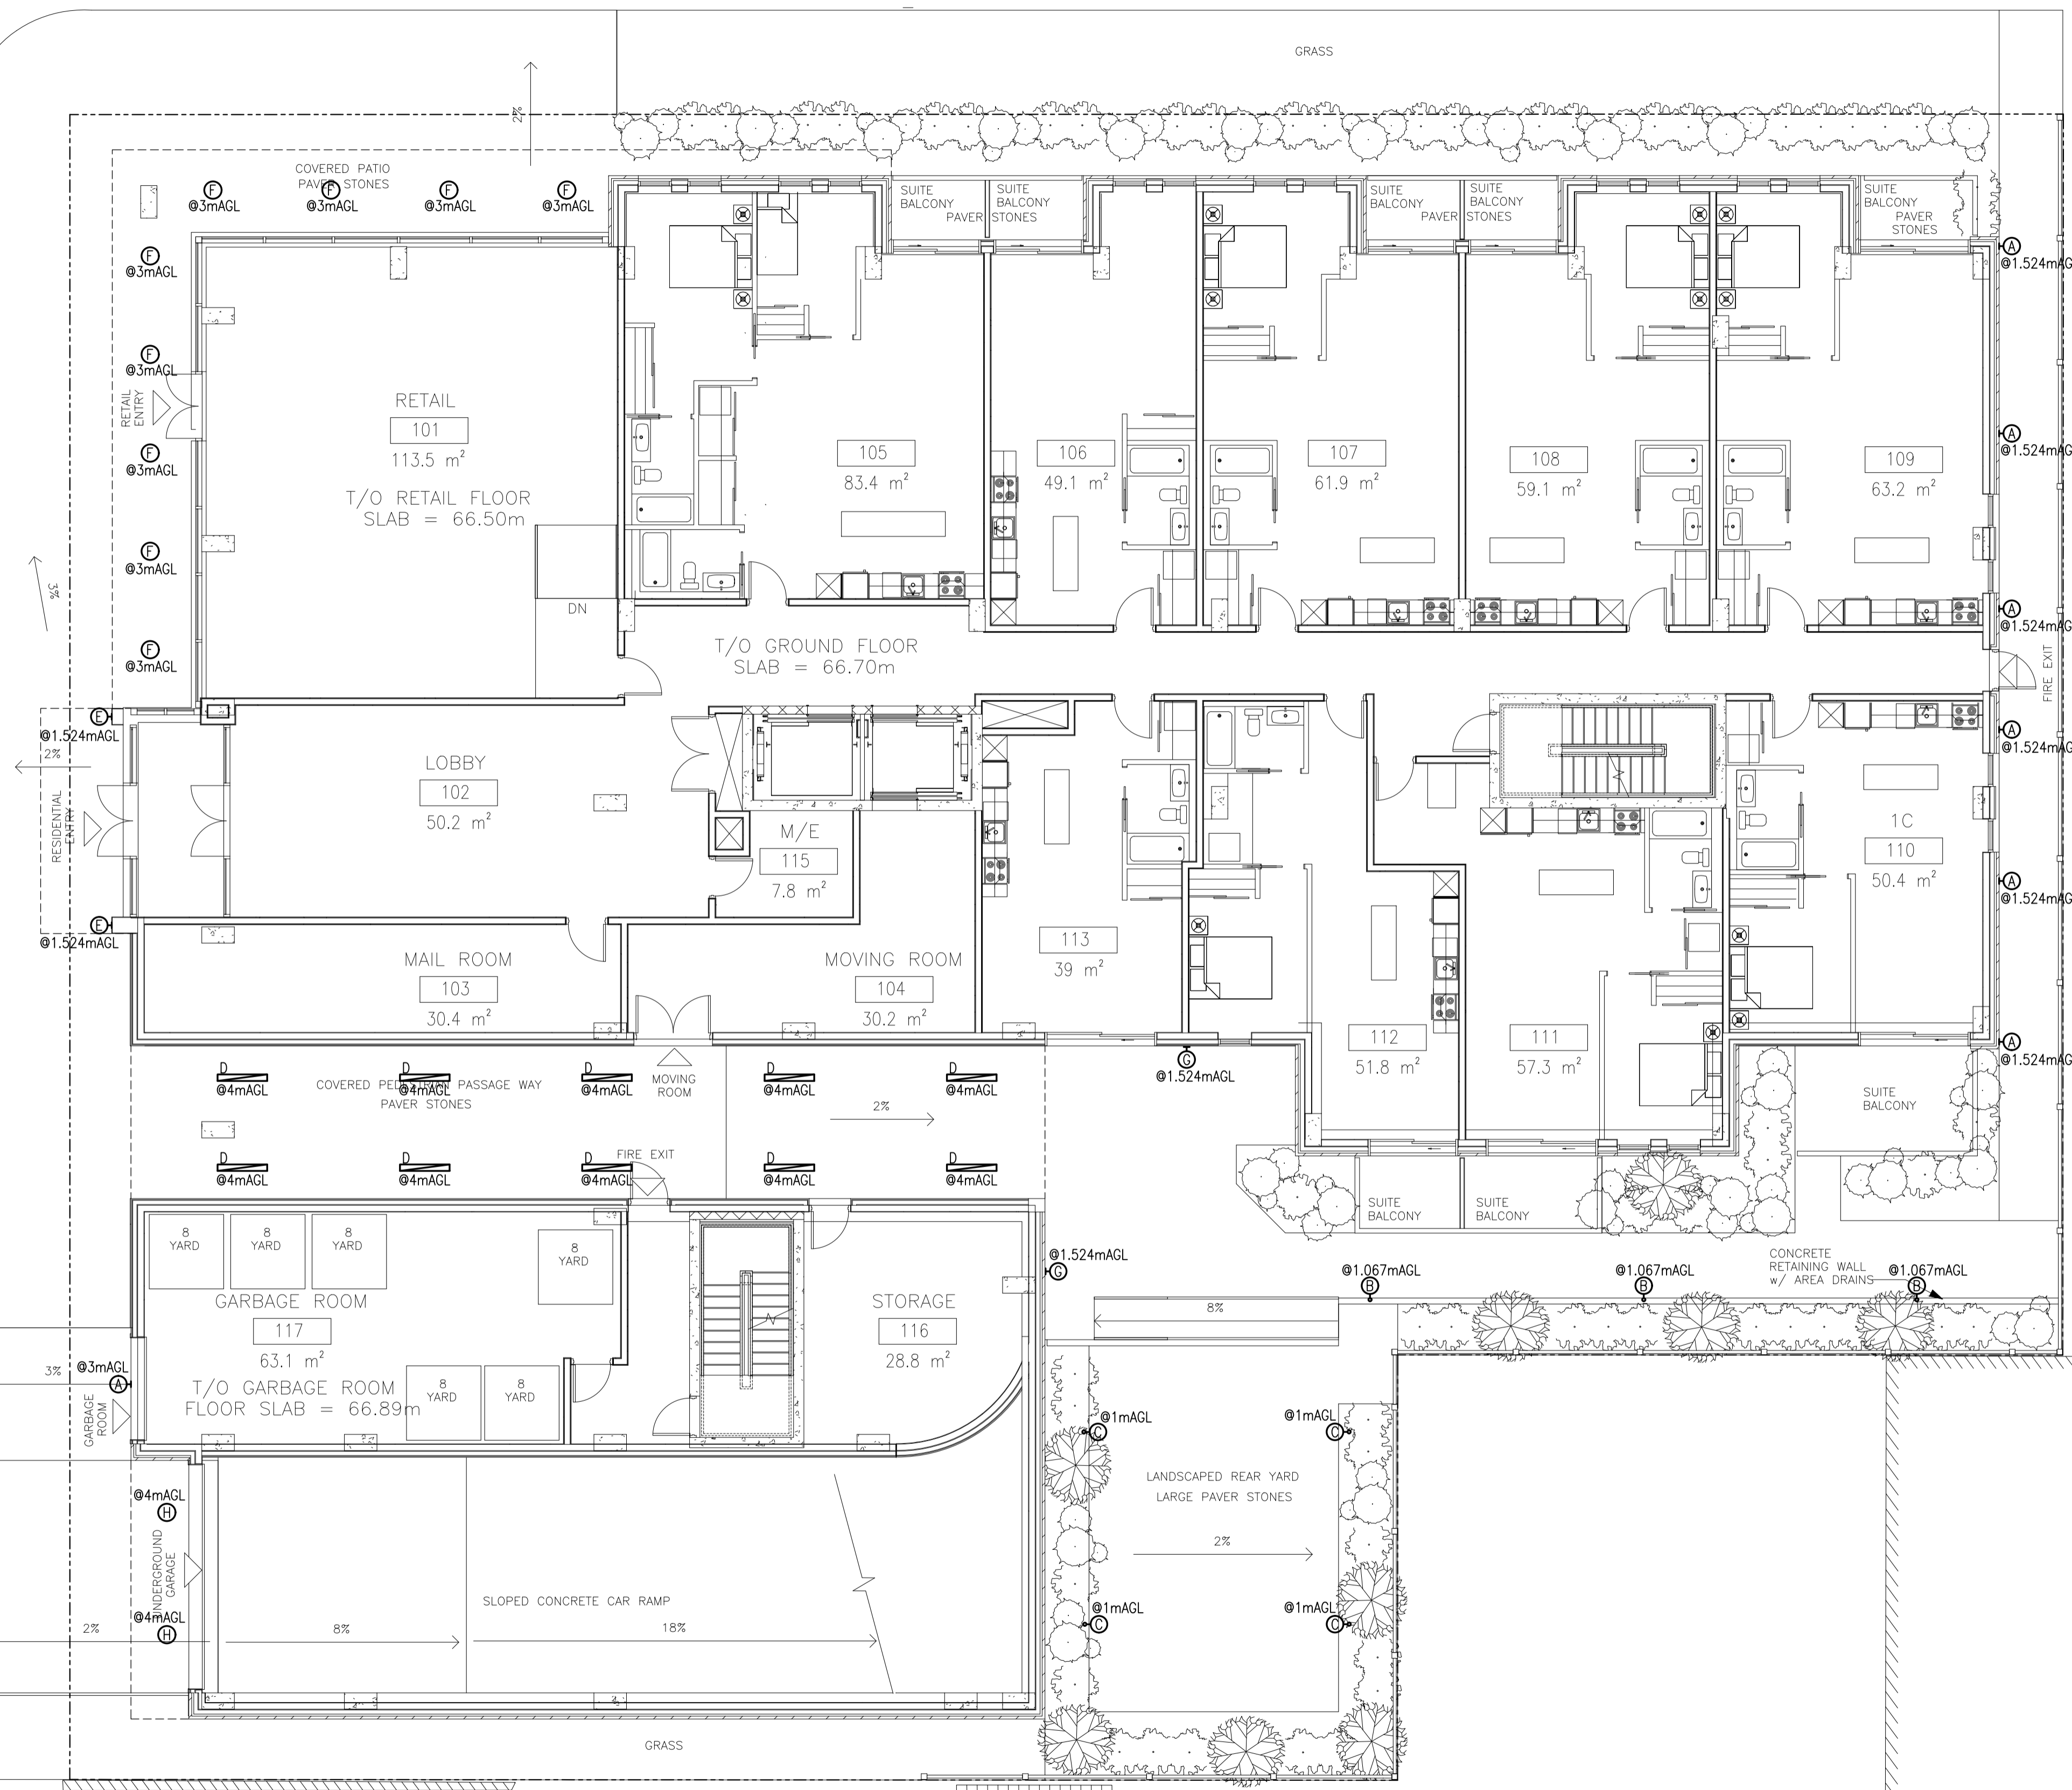 GRASS
2%
COVERED PATIO
PAVER STONES
F
@3mAGL
F
@3mAGL
F
@3mAGL
F
@3mAGL
SUITE
BALCONY
SUITE
BALCONY
PAVER STONES
SUITE
BALCONY
SUITE
BALCONY
PAVER STONES
SUITE
BALCONY
PAVER
STONES
F
@3mAGL
A
@1.524mAG
F
@3mAGL
RETAIL
ENTRY
RETAIL
101
113.5 m²
T/O RETAIL FLOOR
SLAB = 66.50m
105
83.4 m²
106
49.1 m²
107
61.9 m²
108
59.1 m²
109
63.2 m²
A
@1.524mAG
F
@3mAGL
F
@3mAGL
3%
DN
A
@1.524mAG
T/O GROUND FLOOR
SLAB = 66.70m
F
@3mAGL
FIRE EXIT
E
@1.524mAGL
2%
A
@1.524mAG
LOBBY
102
50.2 m²
RESIDENTIAL
ENTRY
M/E
115
7.8 m²
1C
110
50.4 m²
A
@1.524mAG
E
@1.524mAGL
MAIL ROOM
103
30.4 m²
MOVING ROOM
104
30.2 m²
113
39 m²
112
51.8 m²
111
57.3 m²
A
@1.524mAG
G
@1.524mAGL
D
@4mAGL
D
@4mAGL
D
@4mAGL
D
@4mAGL
D
@4mAGL
COVERED PEDESTRIAN PASSAGE WAY
PAVER STONES
MOVING
ROOM
2%
SUITE
BALCONY
FIRE EXIT
D
@4mAGL
D
@4mAGL
D
@4mAGL
D
@4mAGL
D
@4mAGL
SUITE
BALCONY
SUITE
BALCONY
8
YARD
8
YARD
8
YARD
8
YARD
@1.524mAGL
G
@1.067mAGL
B
@1.067mAGL
B
CONCRETE
RETAINING WALL
w/ AREA DRAINS
@1.067mAGL
B
8%
GARBAGE ROOM
117
63.1 m²
STORAGE
116
28.8 m²
3%
@3mAGL
A
GARBAGE
ROOM
T/O GARBAGE ROOM
FLOOR SLAB = 66.89m
8
YARD
8
YARD
@1mAGL
C
@1mAGL
C
LANDSCAPED REAR YARD
LARGE PAVER STONES
2%
@4mAGL
H
UNDERGROUND
GARAGE
@4mAGL
H
SLOPED CONCRETE CAR RAMP
2%
8%
18%
@1mAGL
C
@1mAGL
C
GRASS